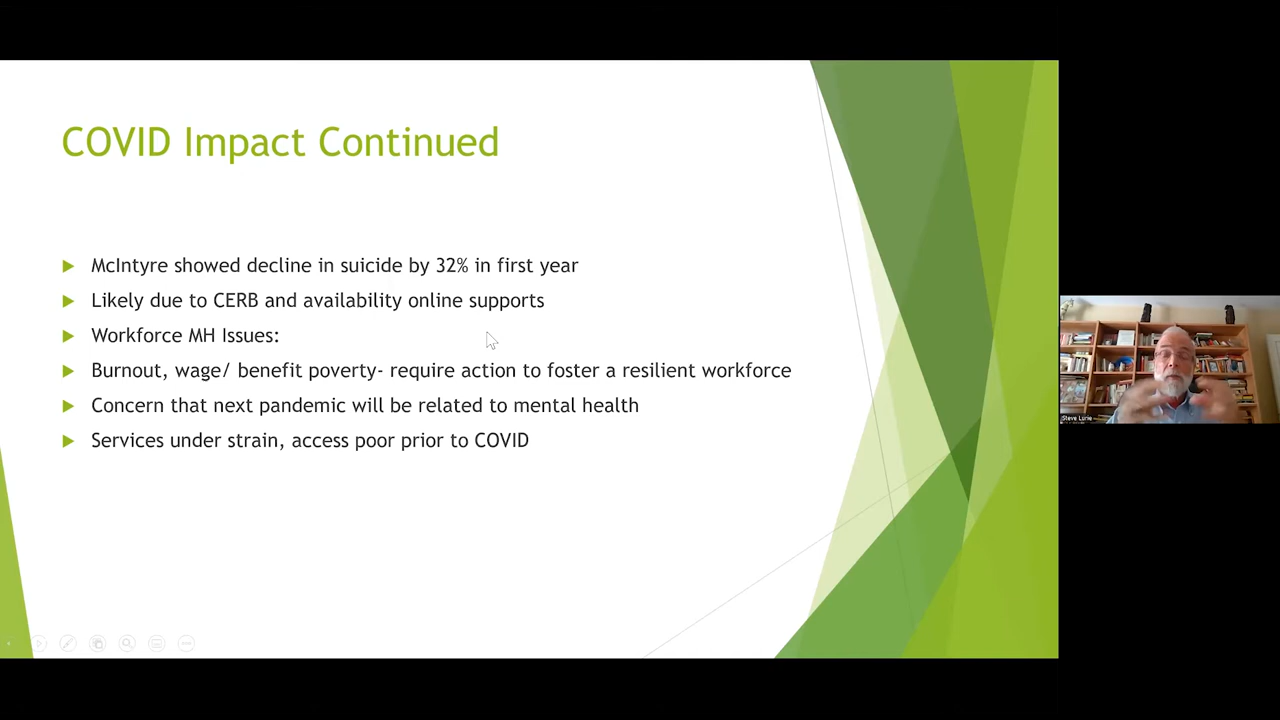 COVID Impact Continued
McIntyre showed decline in suicide by 32% in first year
Likely due to CERB and availability online supports
Workforce MH Issues:
Burnout, wage/ benefit poverty- require action to foster a resilient workforce
Concern that next pandemic will be related to mental health
Services under strain, access poor prior to COVID
Steve Lurie